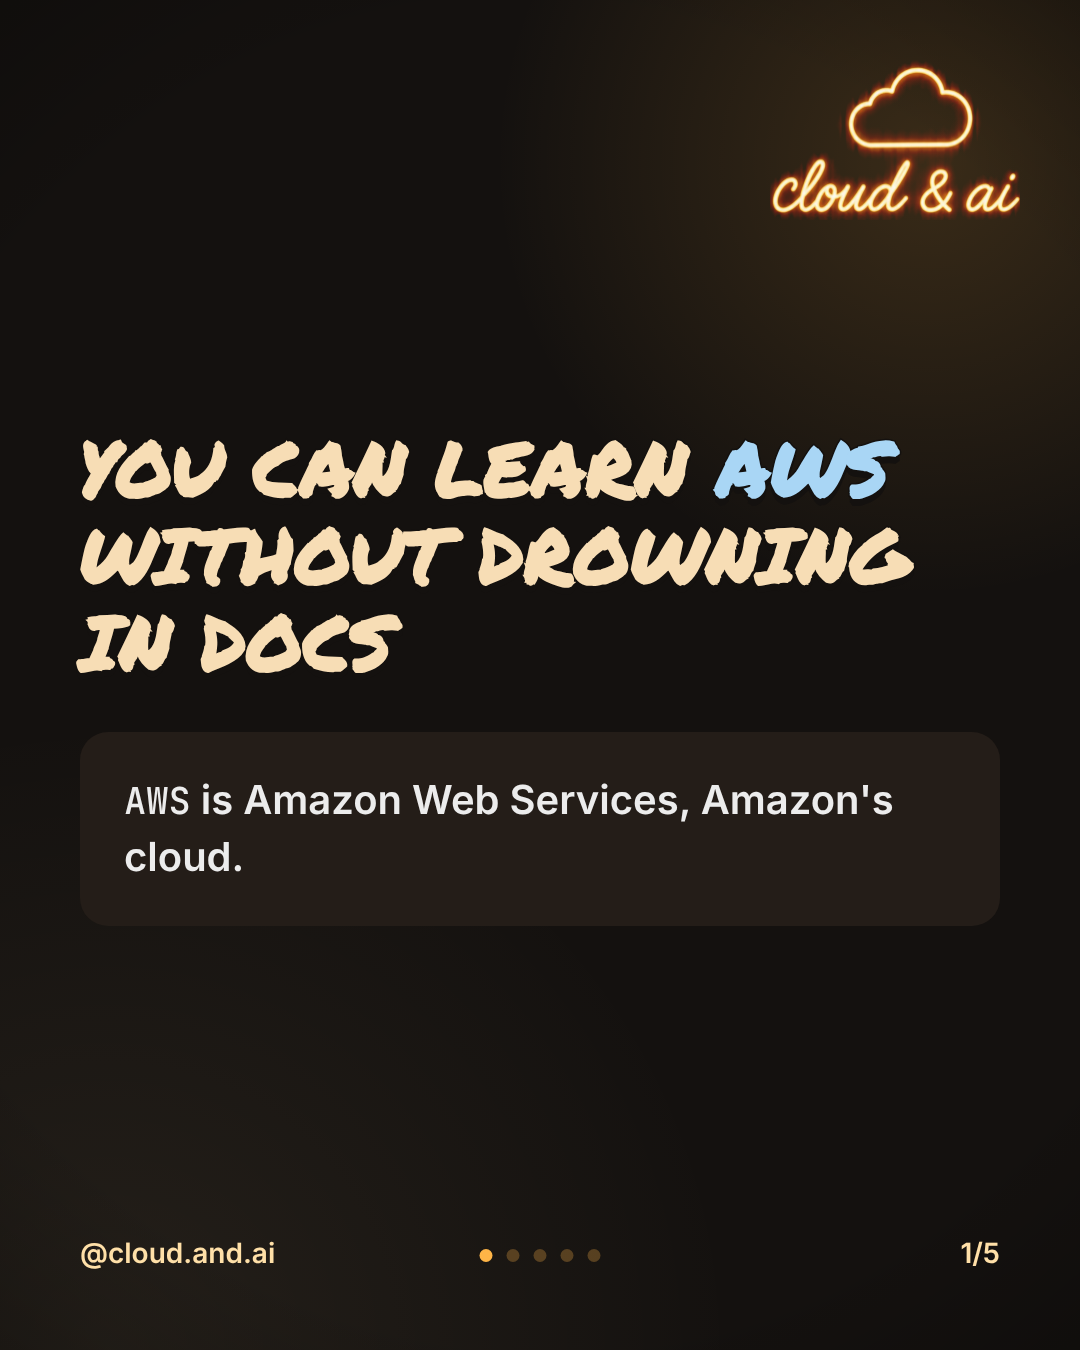 cloud & ai
YOU CAN LEARN AWS
WITHOUT DROWNING
IN DOCS
AWS is Amazon Web Services, Amazon's
cloud.
@cloud.and.ai
1/5